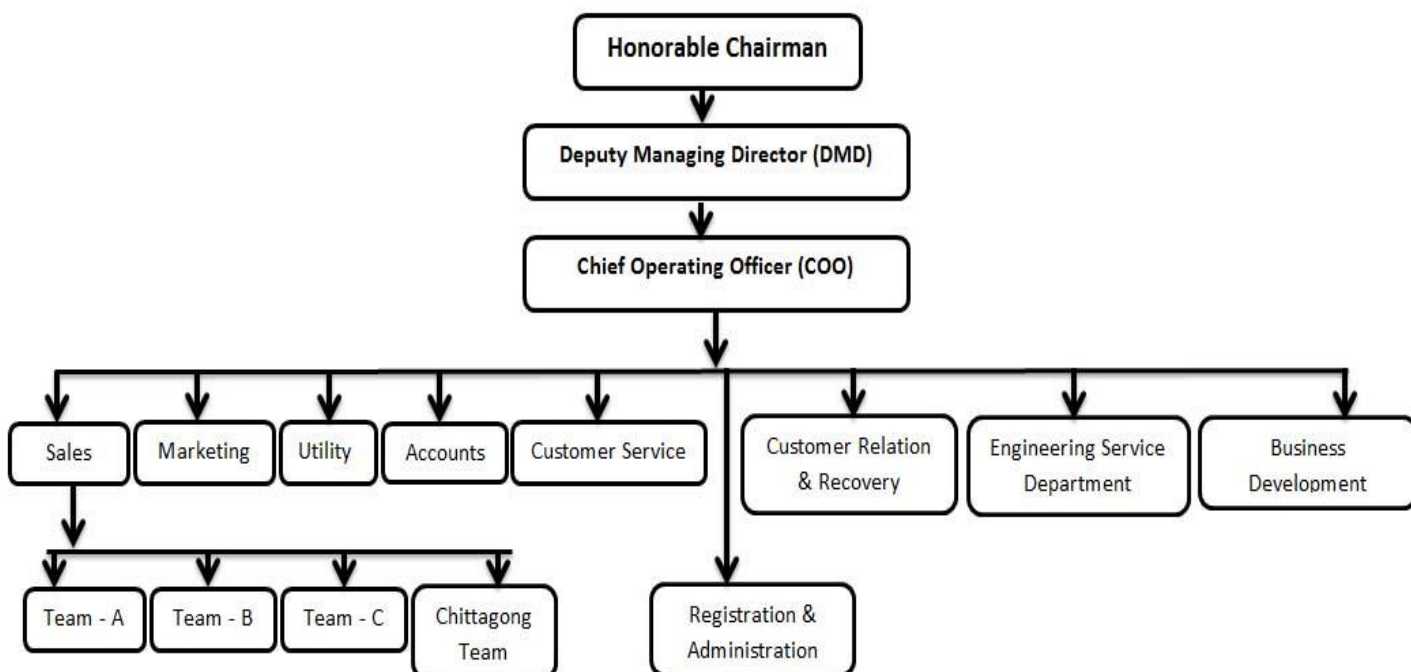 Honorable Chairman
Deputy Managing Director (DMD)
Chief Operating Officer (COO)
Sales
Marketing
Utility
Accounts
Customer Service
Customer Relation
& Recovery
Engineering Service
Department
Business
Development
Team - A
Team - B
Team - C
Chittagong
Team
Registration &
Administration